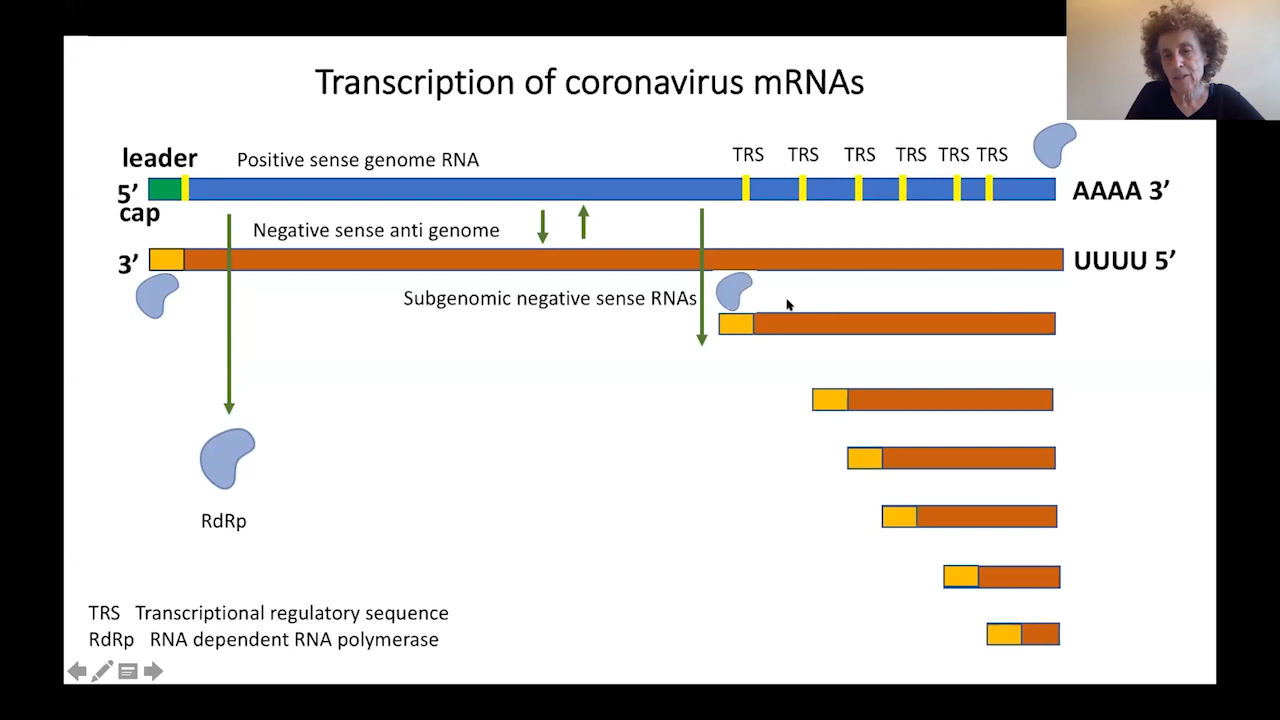 Transcription of coronavirus mRNAs
leader
Positive sense genome RNA
TRS TRS TRS TRS TRS TRS
5’
AAAA 3’
cap
Negative sense anti genome
3’
UUUU 5’
Subgenomic negative sense RNAs
RdRp
TRS Transcriptional regulatory sequence
RdRp RNA dependent RNA polymerase